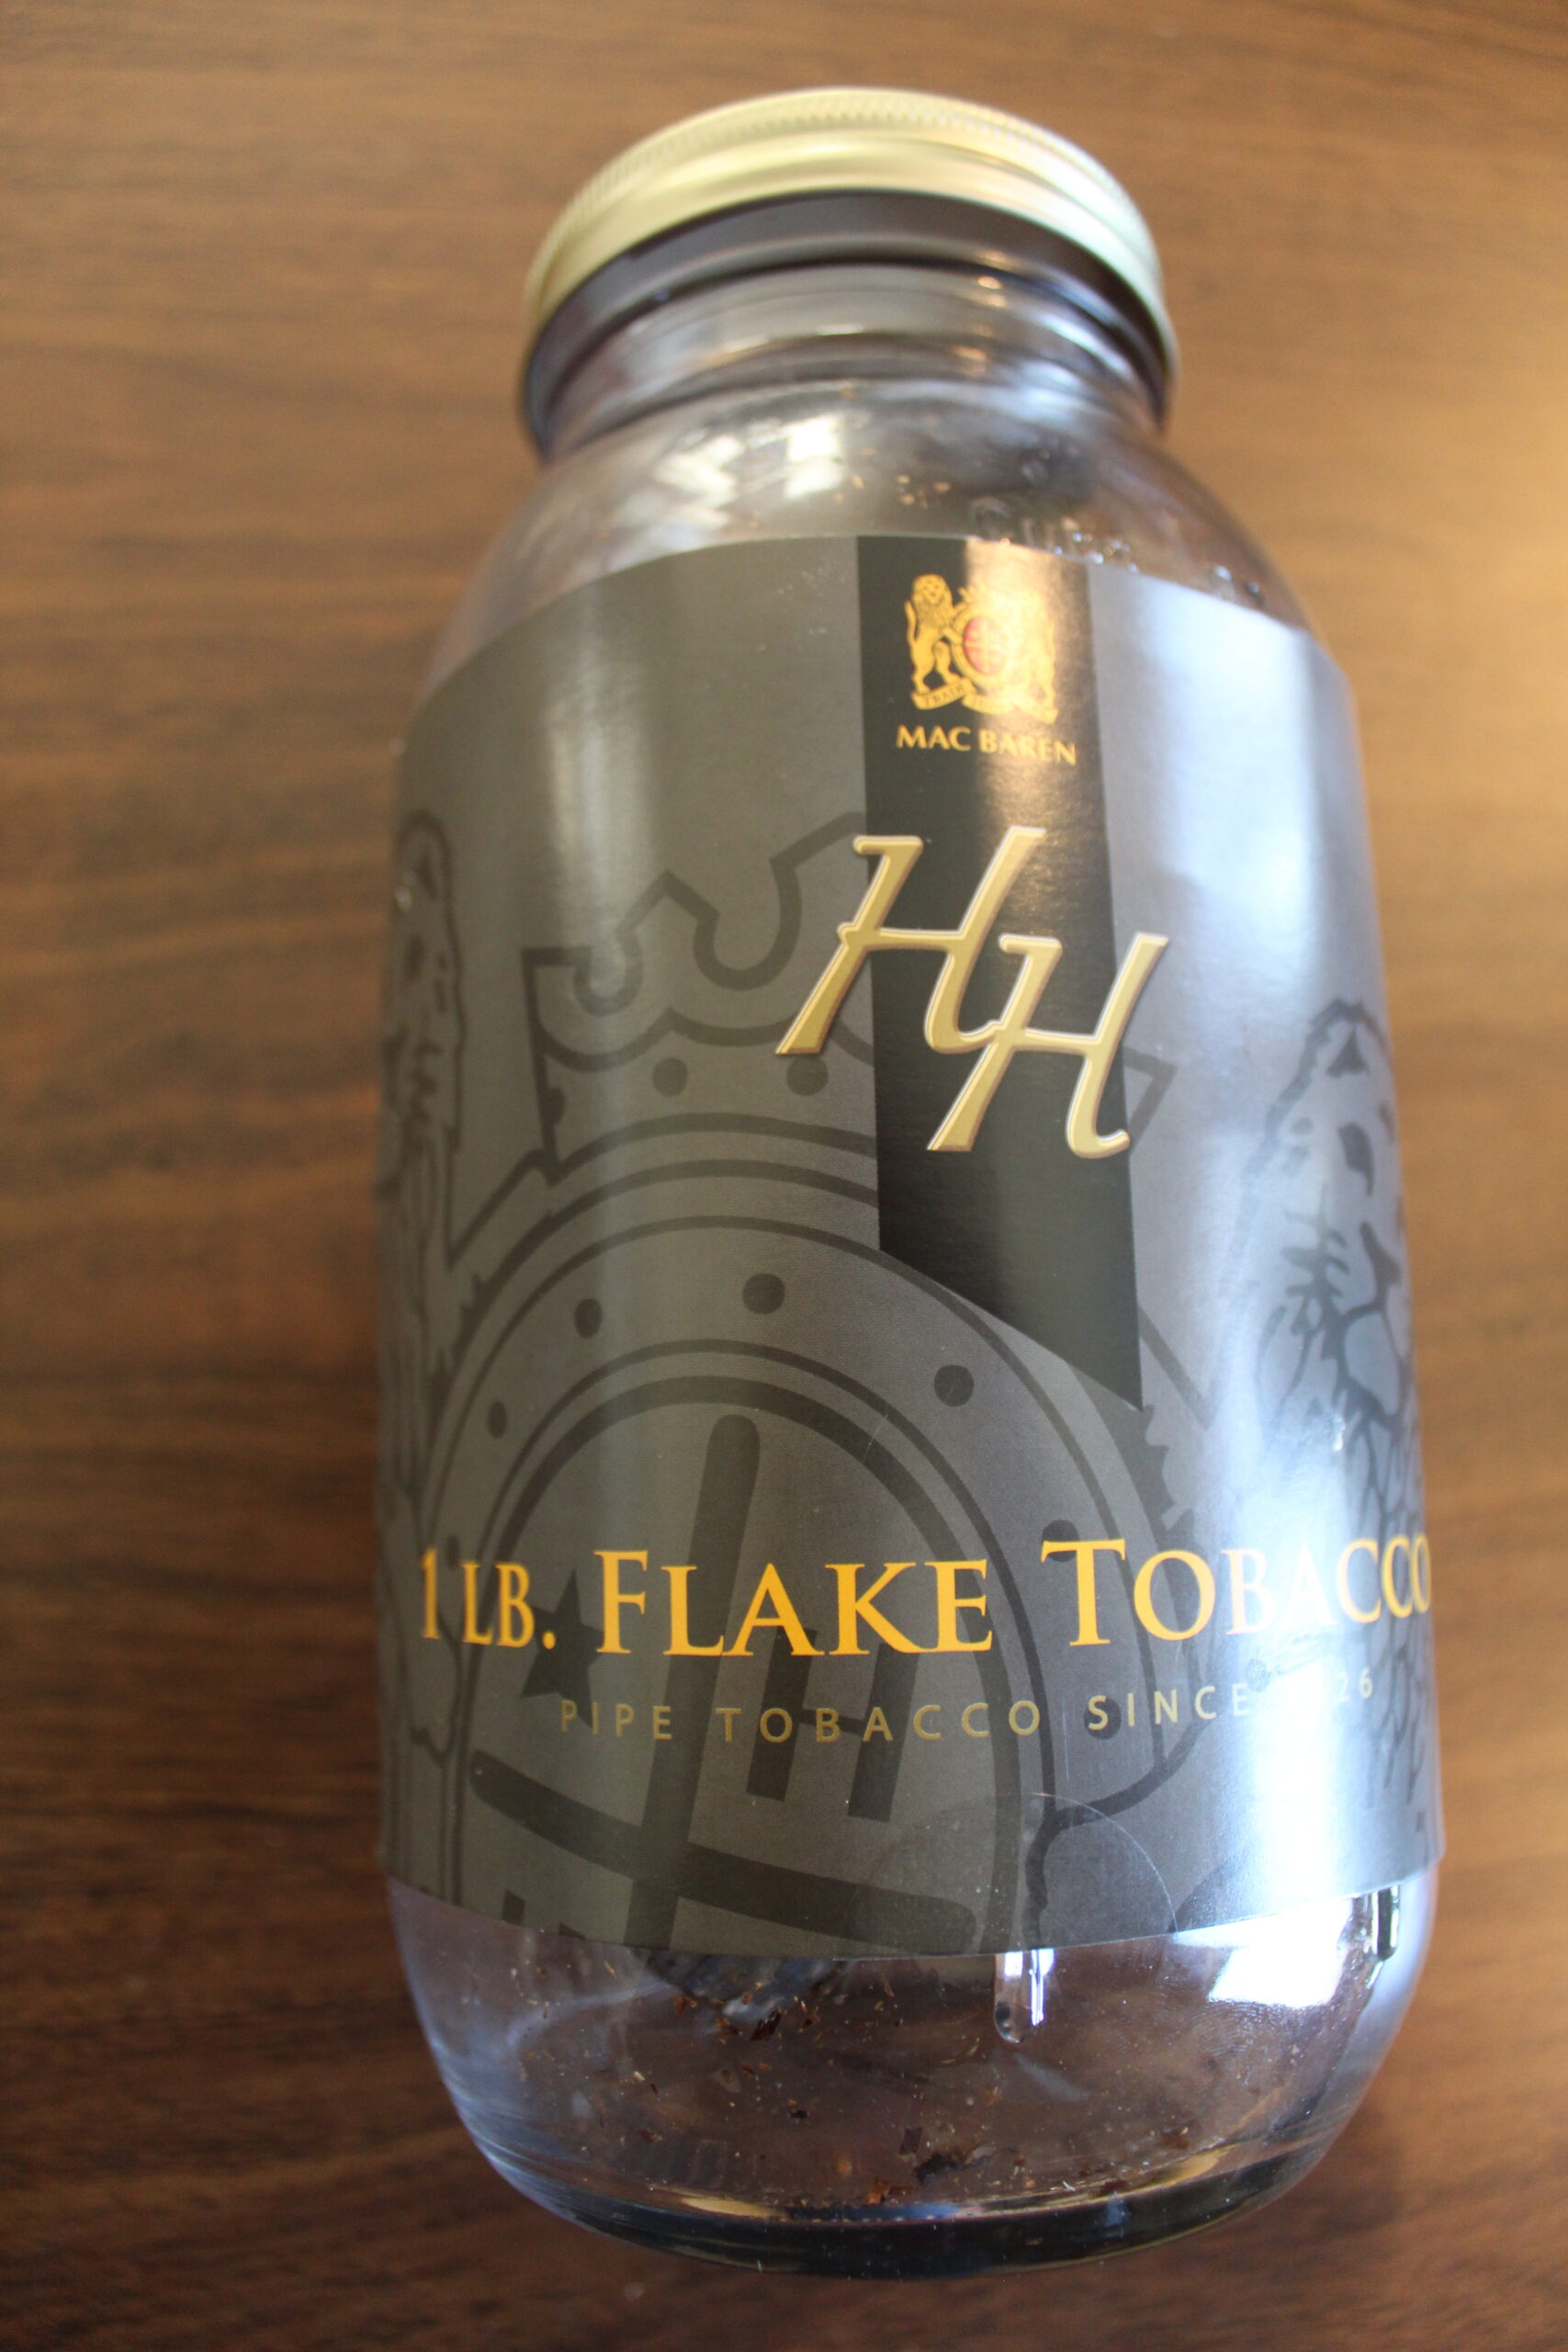 MAC BAREN
HH
1 LB. FLAKE TOBACCO
PIPE TOBACCO SINCE